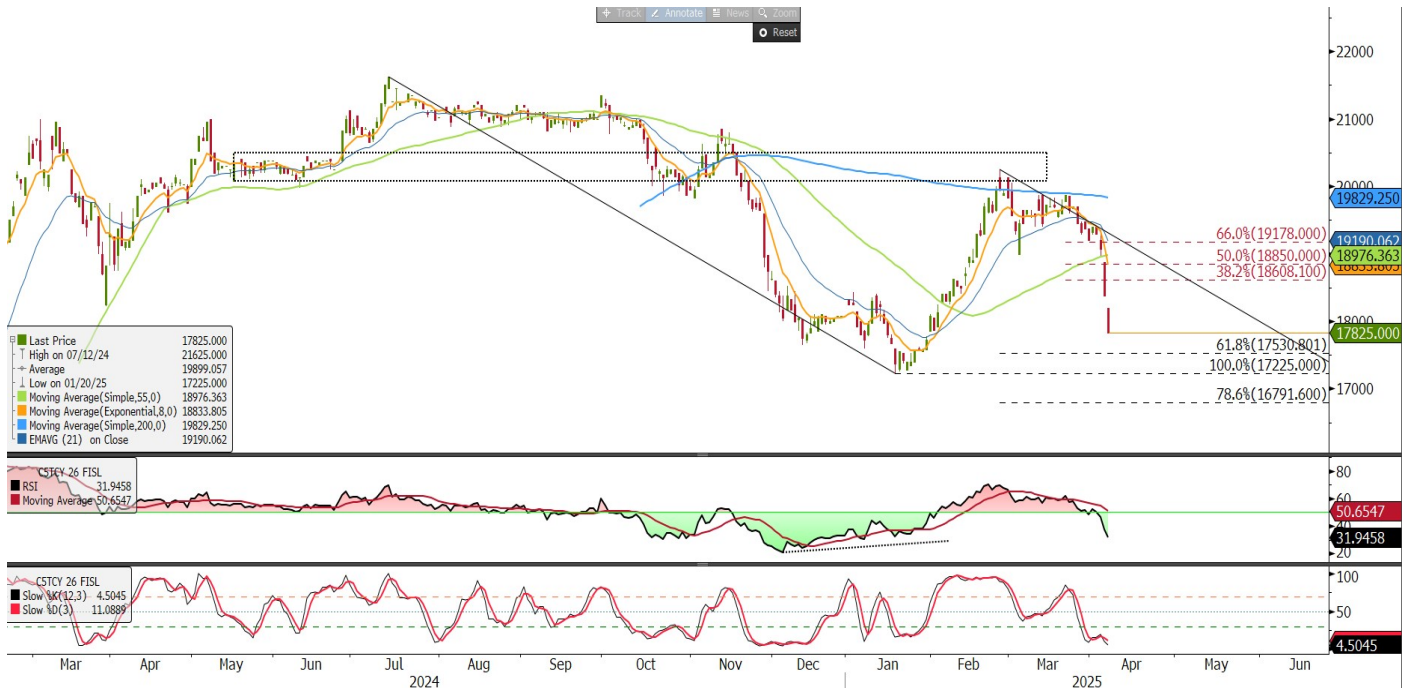 Track Annotate News Zoom
Reset
22000
21000
20000
19829.250
66.0%(19178.000)
19190.062
50.0%(18850.000)
18976.363
18833.805
38.2%(18608.100)
18000
17825.000
61.8%(17530.801)
100.0%(17225.000)
17000
78.6%(16791.600)
Last Price 17825.000
High on 07/12/24 21625.000
Average 19899.057
Low on 01/20/25 17225.000
Moving Average(Simple,55,0) 18976.363
Moving Average(Exponential,8,0) 18833.805
Moving Average(Simple,200,0) 19829.250
EMAVG (21) on Close 19190.062
C5TCY 26 FISL
RSI 31.9458
Moving Average 50.6547
80
60
50.6547
40
31.9458
20
C5TCY 26 FISL
Slow %K(12,3) 4.5045
Slow %D(3) 11.0889
100
50
4.5045
Mar Apr May Jun Jul Aug Sep Oct Nov Dec Jan Feb Mar Apr May Jun
2024 2025